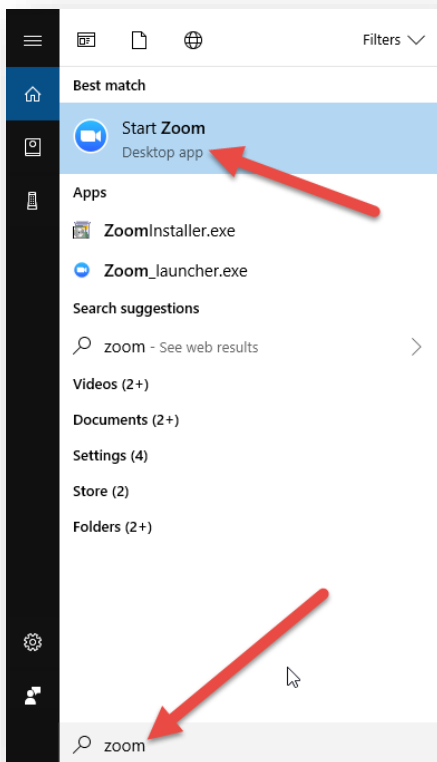 Filters
Best match
Start Zoom
Desktop app
Apps
ZoomInstaller.exe
Zoom_launcher.exe
Search suggestions
zoom - See web results
Videos (2+)
Documents (2+)
Settings (4)
Store (2)
Folders (2+)
zoom